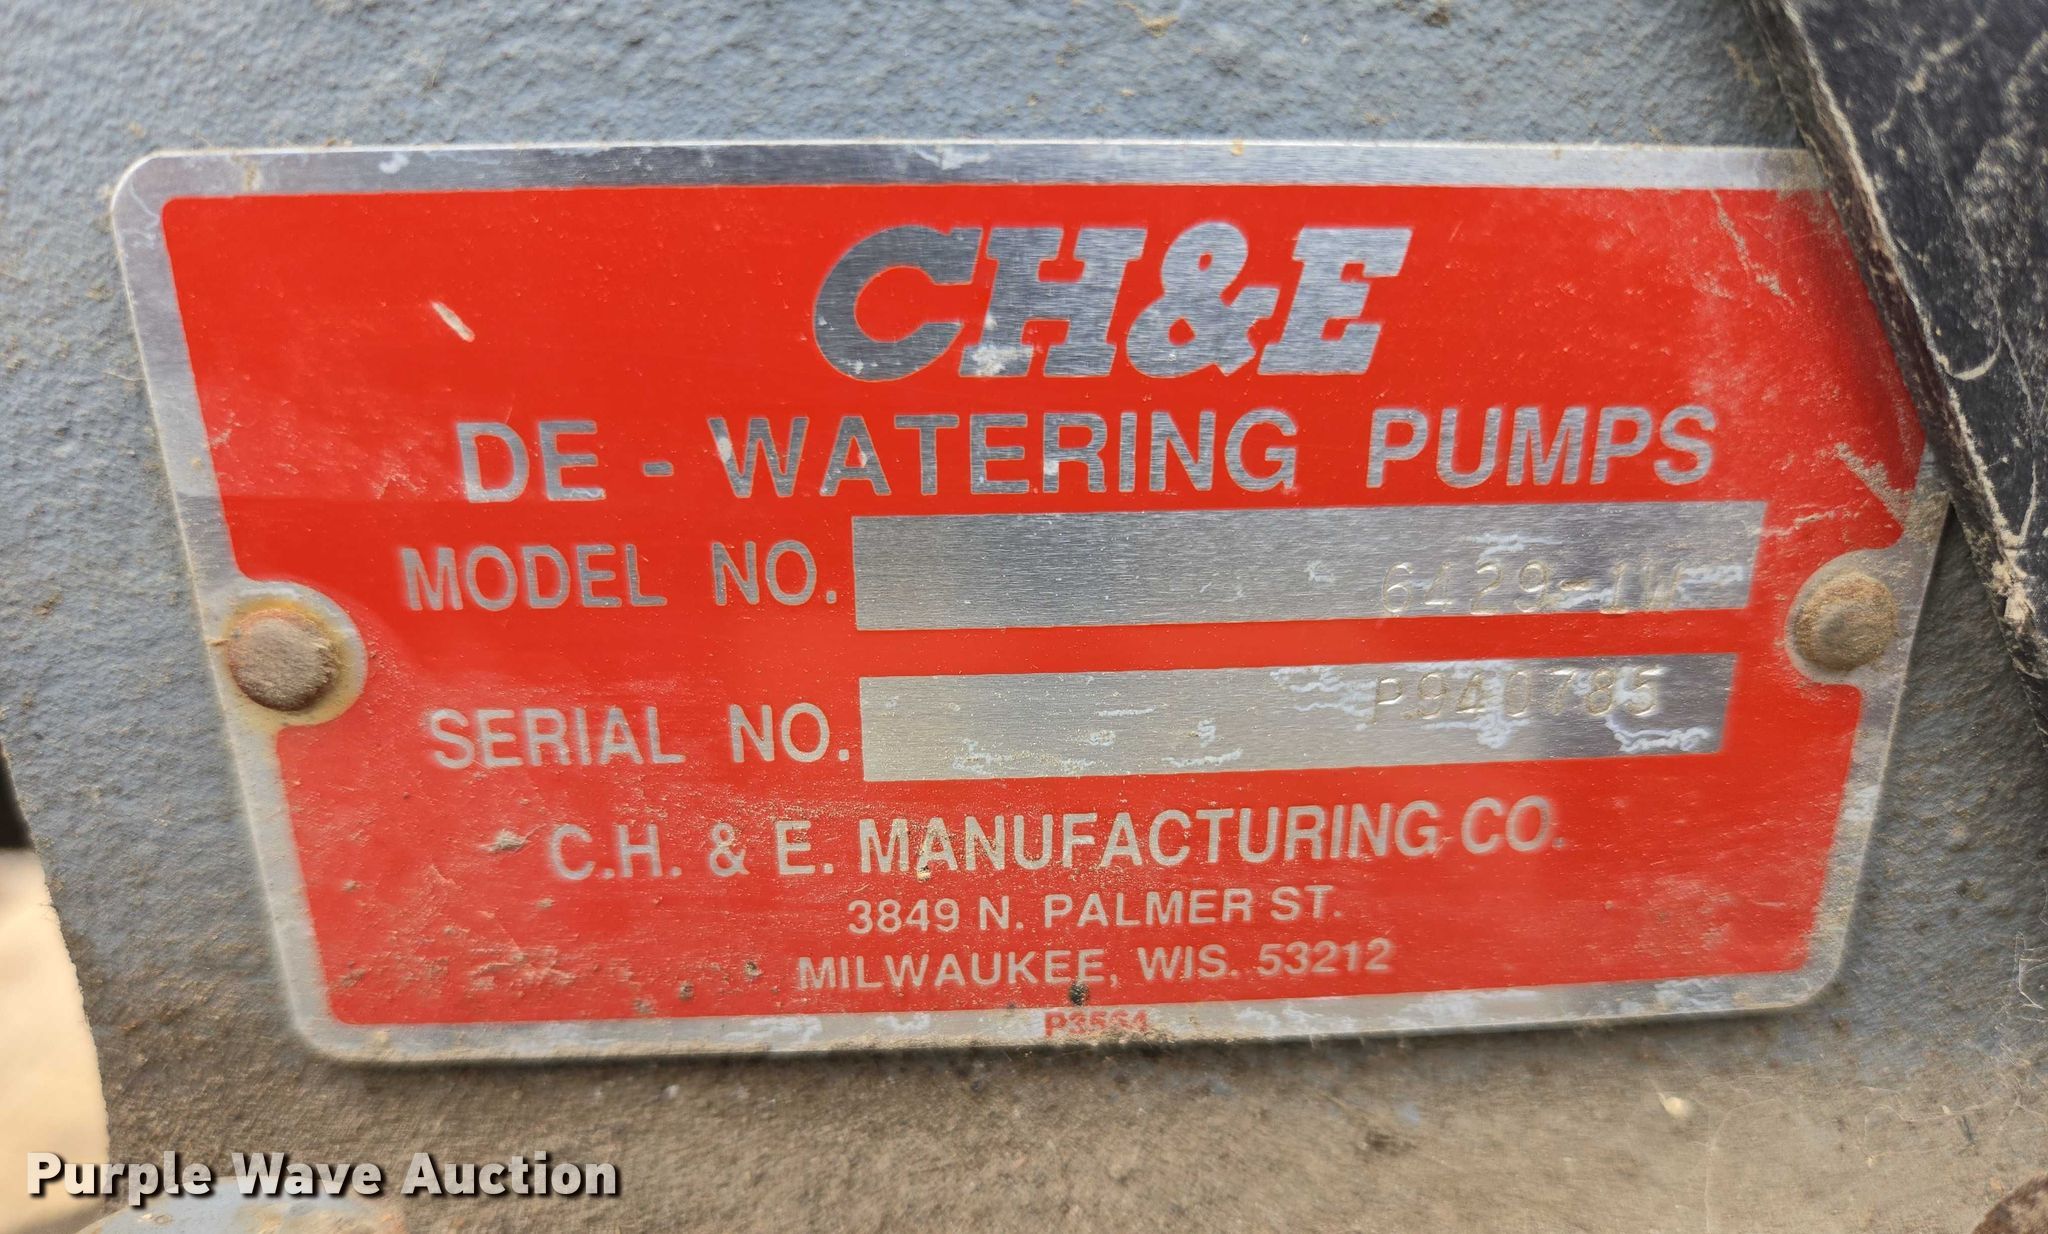 CH&E
DE - WATERING PUMPS
MODEL NO. 6429-1W
SERIAL NO. P940785
C.H. & E. MANUFACTURING CO.
3849 N. PALMER ST.
MILWAUKEE, WIS. 53212
P3564
Purple Wave Auction